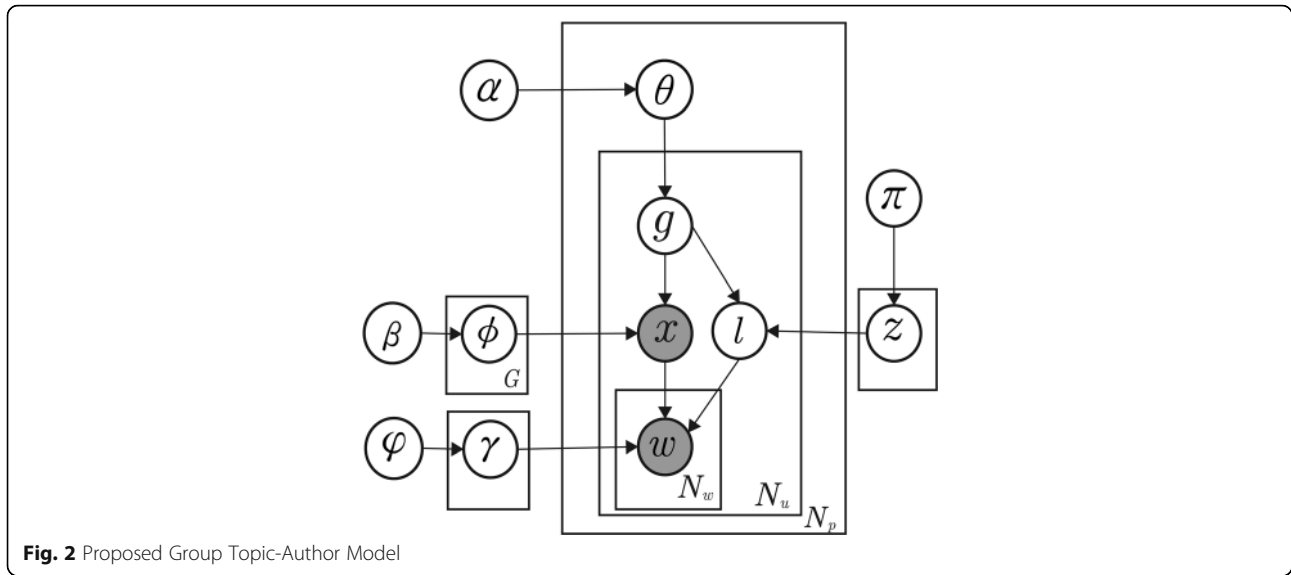 α
θ
π
g
β
ϕ
x
l
z
G
φ
γ
w
N_w
N_u
N_p
Fig. 2 Proposed Group Topic-Author Model